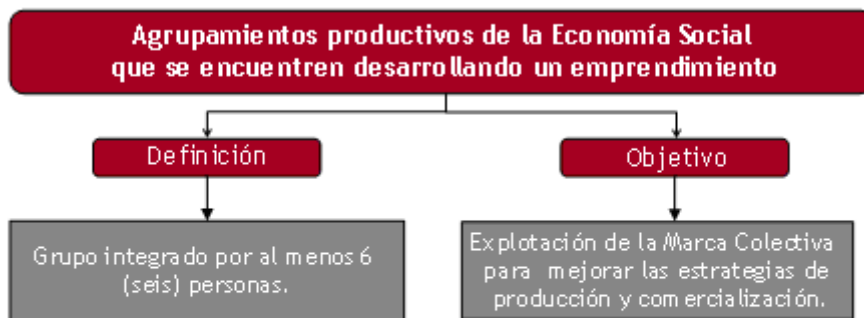 Agrupamientos productivos de la Economía Social
que se encuentren desarrollando un emprendimiento
Definición
Objetivo
Grupo integrado por al menos 6
(seis) personas.
Explotación de la Marca Colectiva
para mejorar las estrategias de
producción y comercialización.